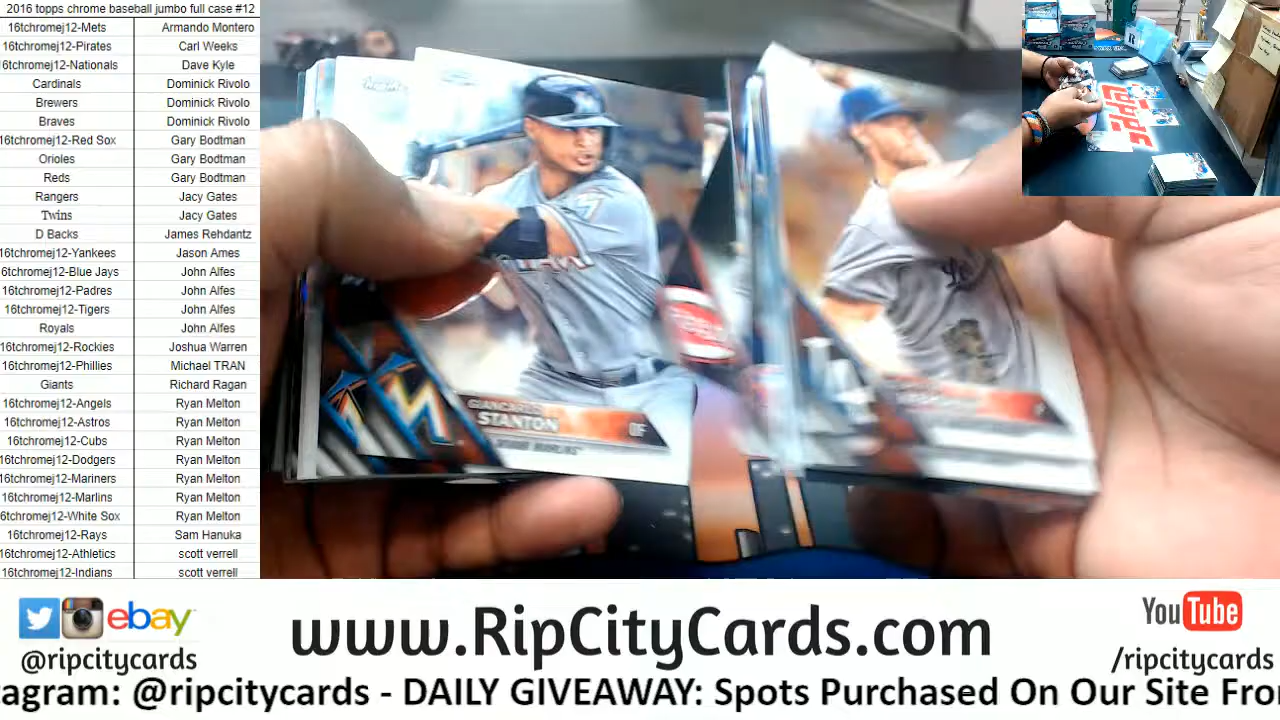 2016 topps chrome baseball jumbo full case #12
16tchromej12-Mets Armando Montero
16tchromej12-Pirates Carl Weeks
6tchromej12-Nationals Dave Kyle
Cardinals Dominick Rivolo
Brewers Dominick Rivolo
Braves Dominick Rivolo
16tchromej12-Red Sox Gary Bodtman
Orioles Gary Bodtman
Reds Gary Bodtman
Rangers Jacy Gates
Twins Jacy Gates
D Backs James Rehdantz
16tchromej12-Yankees Jason Ames
6tchromej12-Blue Jays John Alfes
16tchromej12-Padres John Alfes
16tchromej12-Tigers John Alfes
Royals John Alfes
16tchromej12-Rockies Joshua Warren
16tchromej12-Phillies Michael TRAN
Giants Richard Ragan
16tchromej12-Angels Ryan Melton
16tchromej12-Astros Ryan Melton
16tchromej12-Cubs Ryan Melton
16tchromej12-Dodgers Ryan Melton
16tchromej12-Mariners Ryan Melton
16tchromej12-Marlins Ryan Melton
6tchromej12-White Sox Ryan Melton
16tchromej12-Rays Sam Hanuka
16tchromej12-Athletics scott verrell
16tchromej12-Indians scott verrell
GIANCARLO
STANTON OF
MIAMI MARLINS
topps
ebay
@ripcitycards
www.RipCityCards.com
YouTube
/ripcitycards
tagram: @ripcitycards - DAILY GIVEAWAY: Spots Purchased On Our Site Fro